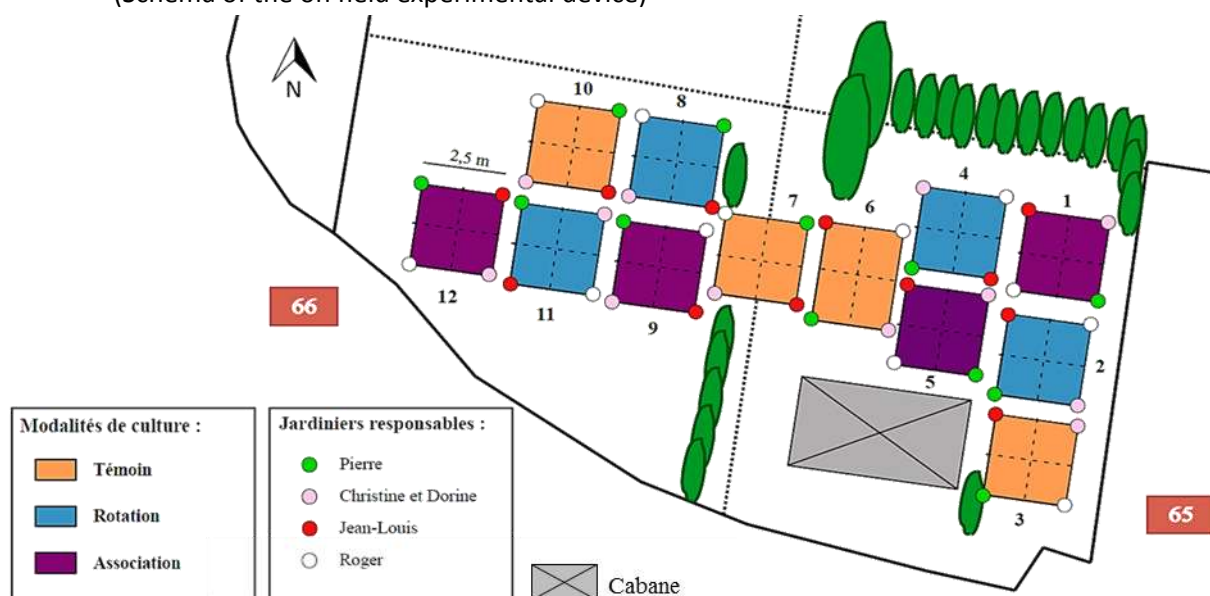 (Schema of the on field experimental device)
N
10
8
2,5 m
7
6
4
1
12
11
9
5
2
3
66
65
Modalités de culture :
Témoin
Rotation
Association
Jardiniers responsables :
Pierre
Christine et Dorine
Jean-Louis
Roger
Cabane